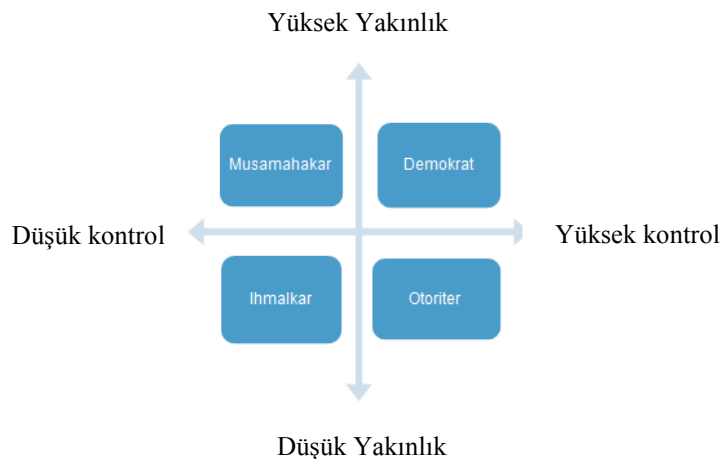 Yüksek Yakınlık
Musamahakar
Demokrat
Düşük kontrol
Yüksek kontrol
Ihmalkar
Otoriter
Düşük Yakınlık